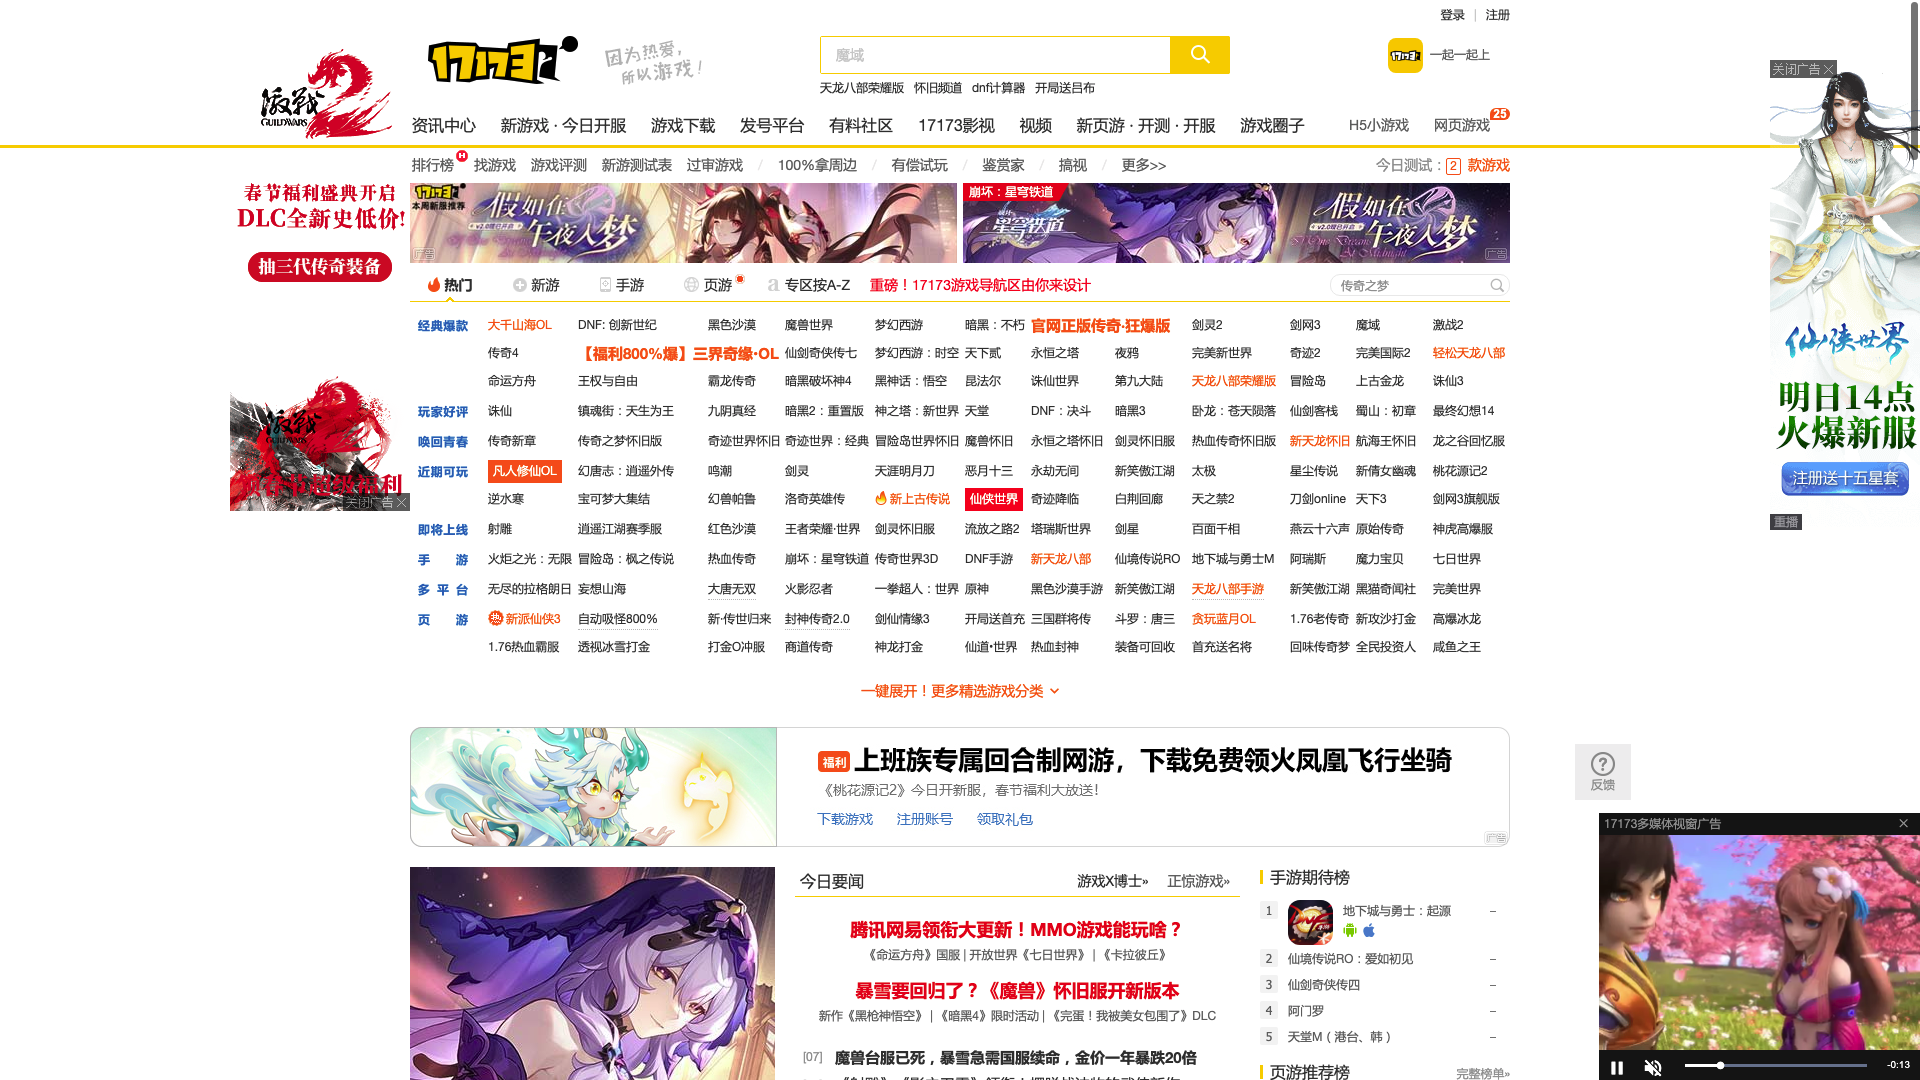 登录 | 注册
17173
因为热爱，
所以游戏！
魔域
天龙八部荣耀版 怀旧频道 dnf计算器 开局送吕布
17173 一起一起上
激战2
GUILD WARS
资讯中心 新游戏 · 今日开服 游戏下载 发号平台 有料社区 17173影视 视频 新页游 · 开测 · 开服 游戏圈子 H5小游戏 网页游戏 25
排行榜 H 找游戏 游戏评测 新游测试表 过审游戏 / 100%拿周边 / 有偿试玩 / 鉴赏家 / 搞视 / 更多>> 今日测试： 2 款游戏
春节福利盛典开启
DLC全新史低价!
抽三代传奇装备
激战
GUILD WARS
贺春节超级福利
关闭广告 X
17173
本周新服推荐
假如在午夜入梦
v2.0现已开启
广告
崩坏：星穹铁道
崩坏 星穹铁道
v2.0现已开启
假如在午夜入梦
广告
热门 新游 手游 页游 专区按A-Z 重磅！17173游戏导航区由你来设计 传奇之梦
经典爆款 大千山海OL DNF: 创新世纪 黑色沙漠 魔兽世界 梦幻西游 暗黑：不朽 官网正版传奇·狂爆版 剑灵2 剑网3 魔域 激战2
传奇4 【福利800%爆】三界奇缘•OL 仙剑奇侠传七 梦幻西游：时空 天下贰 永恒之塔 夜鸦 完美新世界 奇迹2 完美国际2 轻松天龙八部
命运方舟 王权与自由 霸龙传奇 暗黑破坏神4 黑神话：悟空 昆法尔 诛仙世界 第九大陆 天龙八部荣耀版 冒险岛 上古金龙 诛仙3
玩家好评 诛仙 镇魂街：天生为王 九阴真经 暗黑2：重置版 神之塔：新世界 天堂 DNF：决斗 暗黑3 卧龙：苍天陨落 仙剑客栈 蜀山：初章 最终幻想14
唤回青春 传奇新章 传奇之梦怀旧版 奇迹世界怀旧 奇迹世界：经典 冒险岛世界怀旧 魔兽怀旧 永恒之塔怀旧 剑灵怀旧服 热血传奇怀旧版 新天龙怀旧 航海王怀旧 龙之谷回忆服
近期可玩 凡人修仙OL 幻唐志：逍遥外传 鸣潮 剑灵 天涯明月刀 恶月十三 永劫无间 新笑傲江湖 太极 星尘传说 新倩女幽魂 桃花源记2
逆水寒 宝可梦大集结 幻兽帕鲁 洛奇英雄传 新上古传说 仙侠世界 奇迹降临 白荆回廊 天之禁2 刀剑online 天下3 剑网3旗舰版
即将上线 射雕 逍遥江湖赛季服 红色沙漠 王者荣耀·世界 剑灵怀旧服 流放之路2 塔瑞斯世界 剑星 百面千相 燕云十六声 原始传奇 神虎高爆服
手 游 火炬之光：无限 冒险岛：枫之传说 热血传奇 崩坏：星穹铁道 传奇世界3D DNF手游 新天龙八部 仙境传说RO 地下城与勇士M 阿瑞斯 魔力宝贝 七日世界
多 平 台 无尽的拉格朗日 妄想山海 大唐无双 火影忍者 一拳超人：世界 原神 黑色沙漠手游 新笑傲江湖 天龙八部手游 新笑傲江湖 黑猫奇闻社 完美世界
页 游 新派仙侠3 自动吸怪800% 新·传世归来 封神传奇2.0 剑仙情缘3 开局送首充 三国群将传 斗罗：唐三 贪玩蓝月OL 1.76老传奇 新攻沙打金 高爆冰龙
1.76热血霸服 透视冰雪打金 打金O冲服 商道传奇 神龙打金 仙道•世界 热血封神 装备可回收 首充送名将 回味传奇梦 全民投资人 咸鱼之王
一键展开！更多精选游戏分类
福利 上班族专属回合制网游，下载免费领火凤凰飞行坐骑
《桃花源记2》今日开新服，春节福利大放送！
下载游戏 注册账号 领取礼包
广告
今日要闻 游戏X博士» 正惊游戏»
腾讯网易领衔大更新！MMO游戏能玩啥？
《命运方舟》国服 | 开放世界《七日世界》 | 《卡拉彼丘》
暴雪要回归了？《魔兽》怀旧服开新版本
新作《黑枪神悟空》 | 《暗黑4》限时活动 | 《完蛋！我被美女包围了》DLC
[07] 魔兽台服已死，暴雪急需国服续命，金价一年暴跌20倍
手游期待榜
1 地下城与勇士：起源 –
2 仙境传说RO：爱如初见 –
3 仙剑奇侠传四 –
4 阿门罗 –
5 天堂M（港台、韩） –
页游推荐榜 完整榜单»
关闭广告 X
仙侠世界
明日14点
火爆新服
注册送十五星套
重播
反馈
17173多媒体视窗广告 ×
-0:13